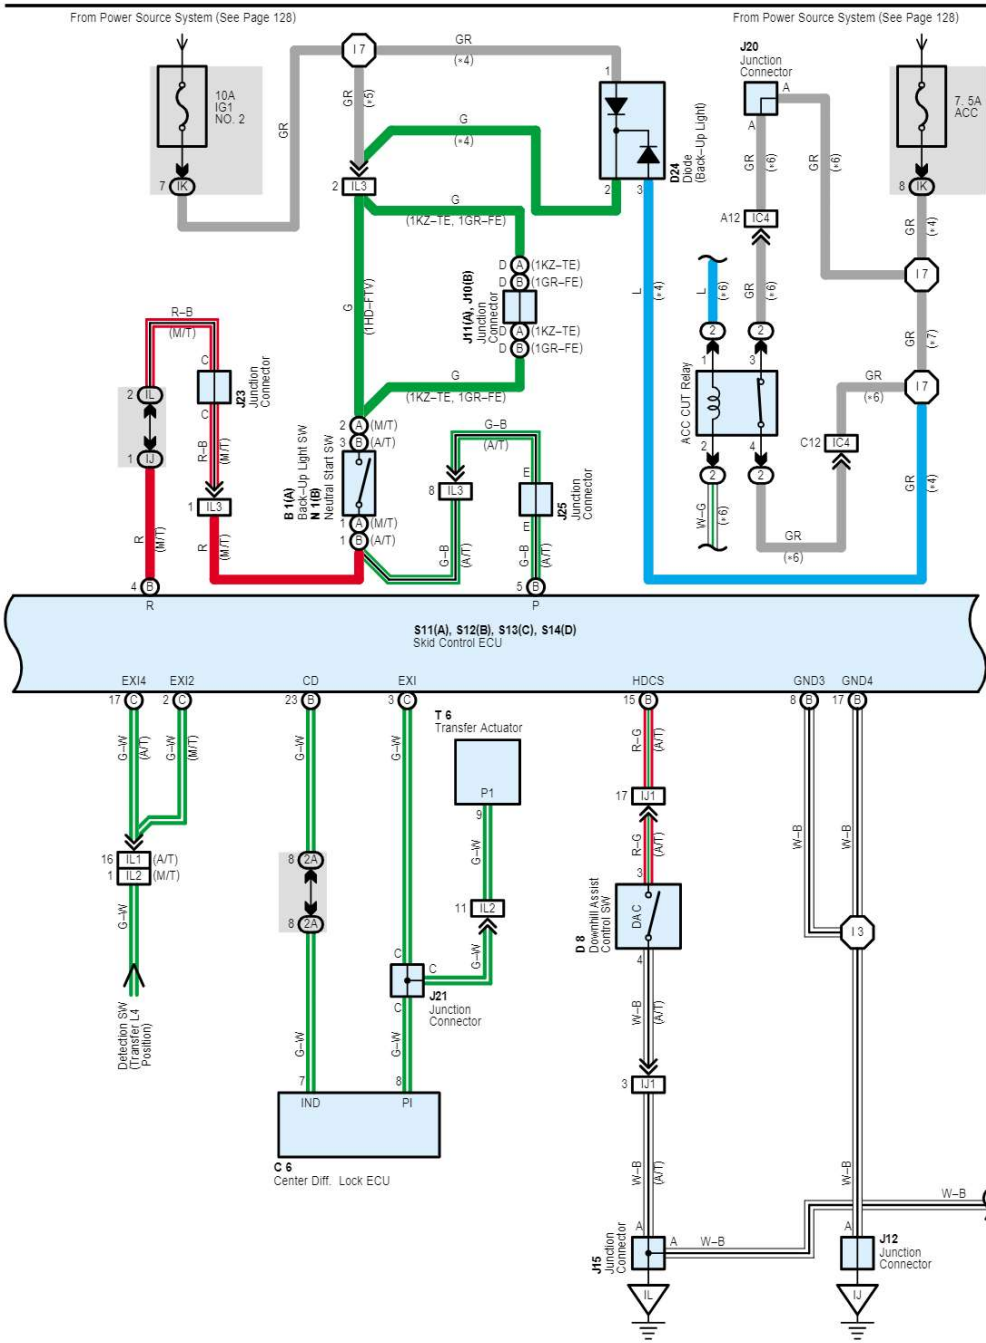 From Power Source System (See Page 128)
From Power Source System (See Page 128)
10A
IG1
NO. 2
7
IK
GR
I 7
GR
(∗4)
GR
(∗5)
G
(∗4)
2
IL3
G
(1KZ–TE, 1GR–FE)
1
2
3
D24
Diode
(Back–Up Light)
J20
Junction
Connector
A
A
7. 5A
ACC
8
IK
GR
(∗6)
GR
(∗6)
GR
(∗4)
A12
IC4
I 7
L
(∗4)
L
(∗6)
GR
(∗6)
GR
(∗7)
D
A
(1KZ–TE)
D
B
(1GR–FE)
J11(A), J10(B)
Junction
Connector
D
A
(1KZ–TE)
D
B
(1GR–FE)
G
(1HD–FTV)
G
(1KZ–TE, 1GR–FE)
R–B
(M/T)
C
C
J23
Junction
Connector
2
IL
1
IJ
R–B
(M/T)
1
IL3
R
(M/T)
R
(M/T)
2
A
(M/T)
3
B
(A/T)
B 1(A)
Back–Up Light SW
N 1(B)
Neutral Start SW
1
A
(M/T)
1
B
(A/T)
G–B
(A/T)
8
IL3
E
E
J25
Junction
Connector
G–B
(A/T)
G–B
(A/T)
2
2
1
3
ACC CUT Relay
2
4
2
2
W–G
(∗6)
GR
(∗6)
I 7
C12
IC4
GR
(∗6)
GR
(∗4)
4
B
5
B
R
P
S11(A), S12(B), S13(C), S14(D)
Skid Control ECU
EXI4
EXI2
CD
EXI
HDCS
GND3
GND4
17
C
2
C
23
B
3
C
15
B
8
B
17
B
G–W
(A/T)
G–W
(M/T)
G–W
G–W
T 6
Transfer Actuator
P1
9
R–G
(A/T)
17
IJ1
R–G
(A/T)
W–B
W–B
16
IL1
(A/T)
1
IL2
(M/T)
G–W
Detection SW
(Transfer L4
Position)
8
2A
8
2A
G–W
G–W
11
IL2
G–W
C
C
C
J21
Junction
Connector
G–W
3
D 8
Downhill Assist
Control SW
DAC
4
I 3
W–B
(A/T)
3
IJ1
7
8
IND
PI
C 6
Center Diff. Lock ECU
W–B
(A/T)
W–B
W–B
A
A
W–B
J15
Junction
Connector
A
J12
Junction
Connector
IL
IJ